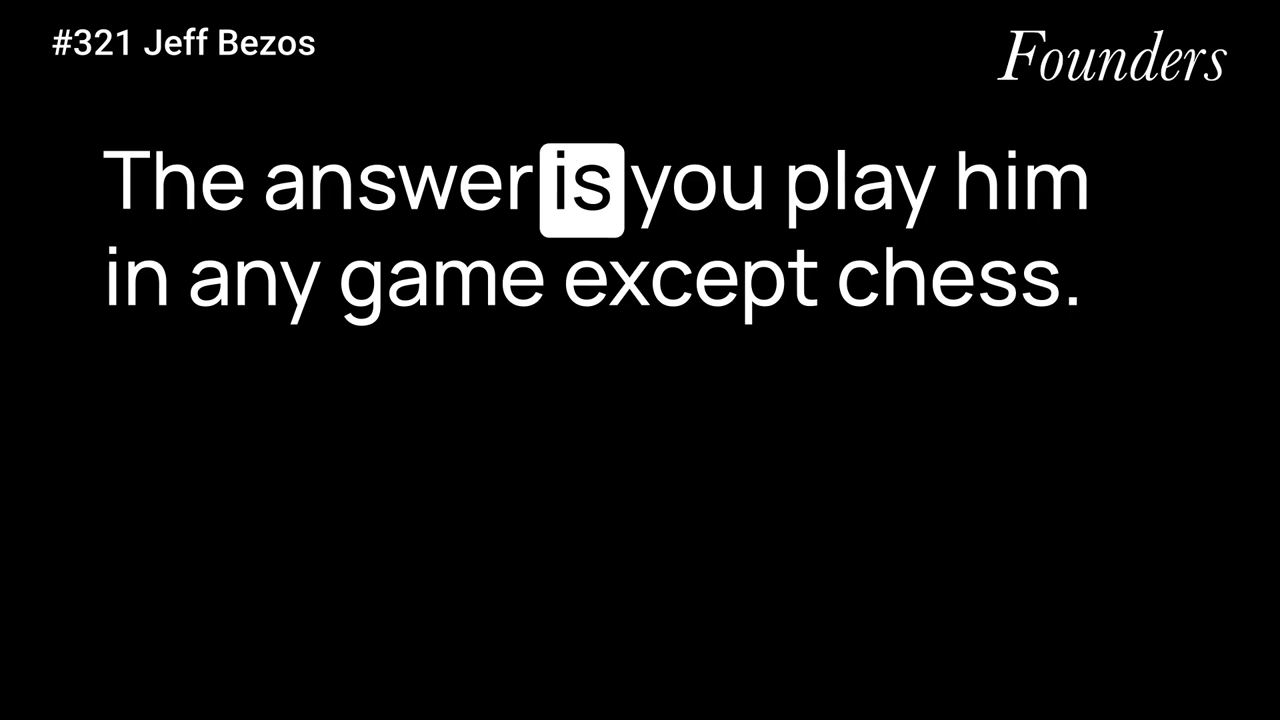 #321 Jeff Bezos
Founders
The answer is you play him
in any game except chess.